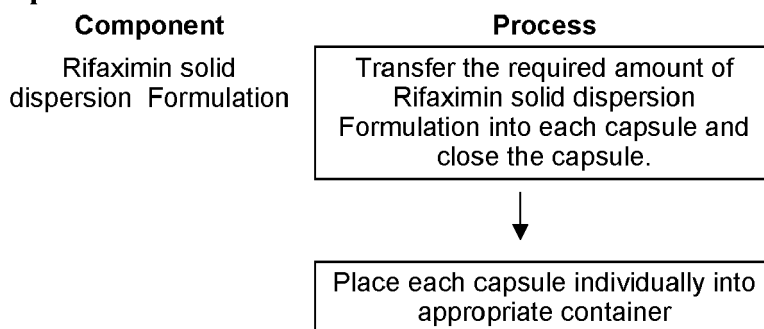 Component
Process
Rifaximin solid
dispersion Formulation
Transfer the required amount of
Rifaximin solid dispersion
Formulation into each capsule and
close the capsule.
Place each capsule individually into
appropriate container